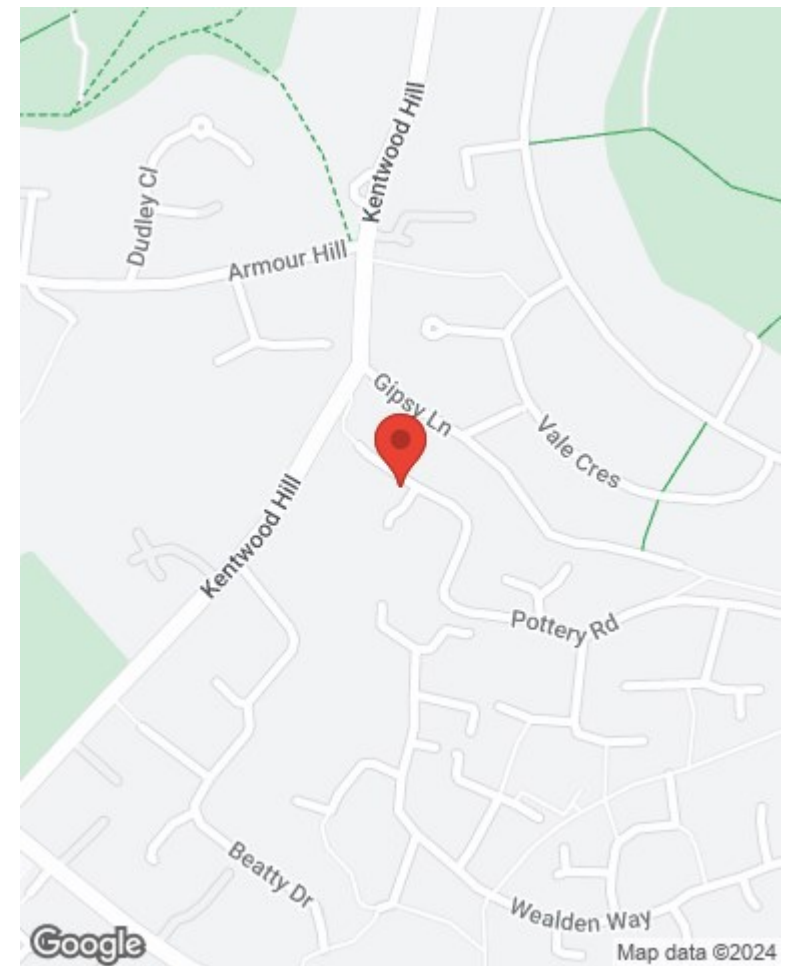 Kentwood Hill
Dudley Cl
Armour Hill
Gipsy Ln
Vale Cres
Kentwood Hill
Pottery Rd
Beatty Dr
Wealden Way
Google
Map data ©2024